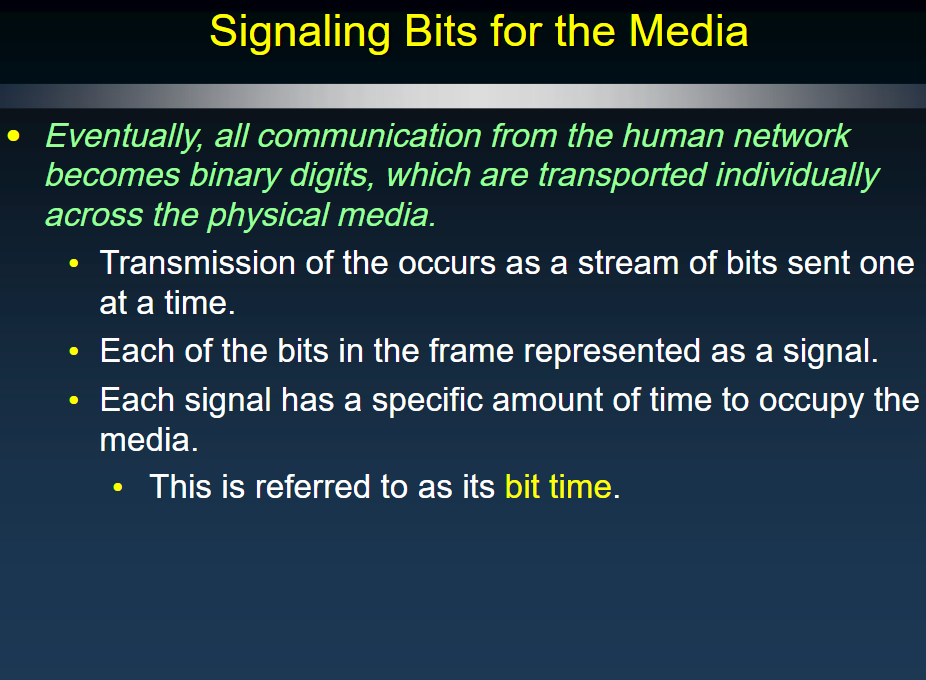 Signaling Bits for the Media
• Eventually, all communication from the human network
becomes binary digits, which are transported individually
across the physical media.
• Transmission of the occurs as a stream of bits sent one
at a time.
• Each of the bits in the frame represented as a signal.
• Each signal has a specific amount of time to occupy the
media.
• This is referred to as its bit time.